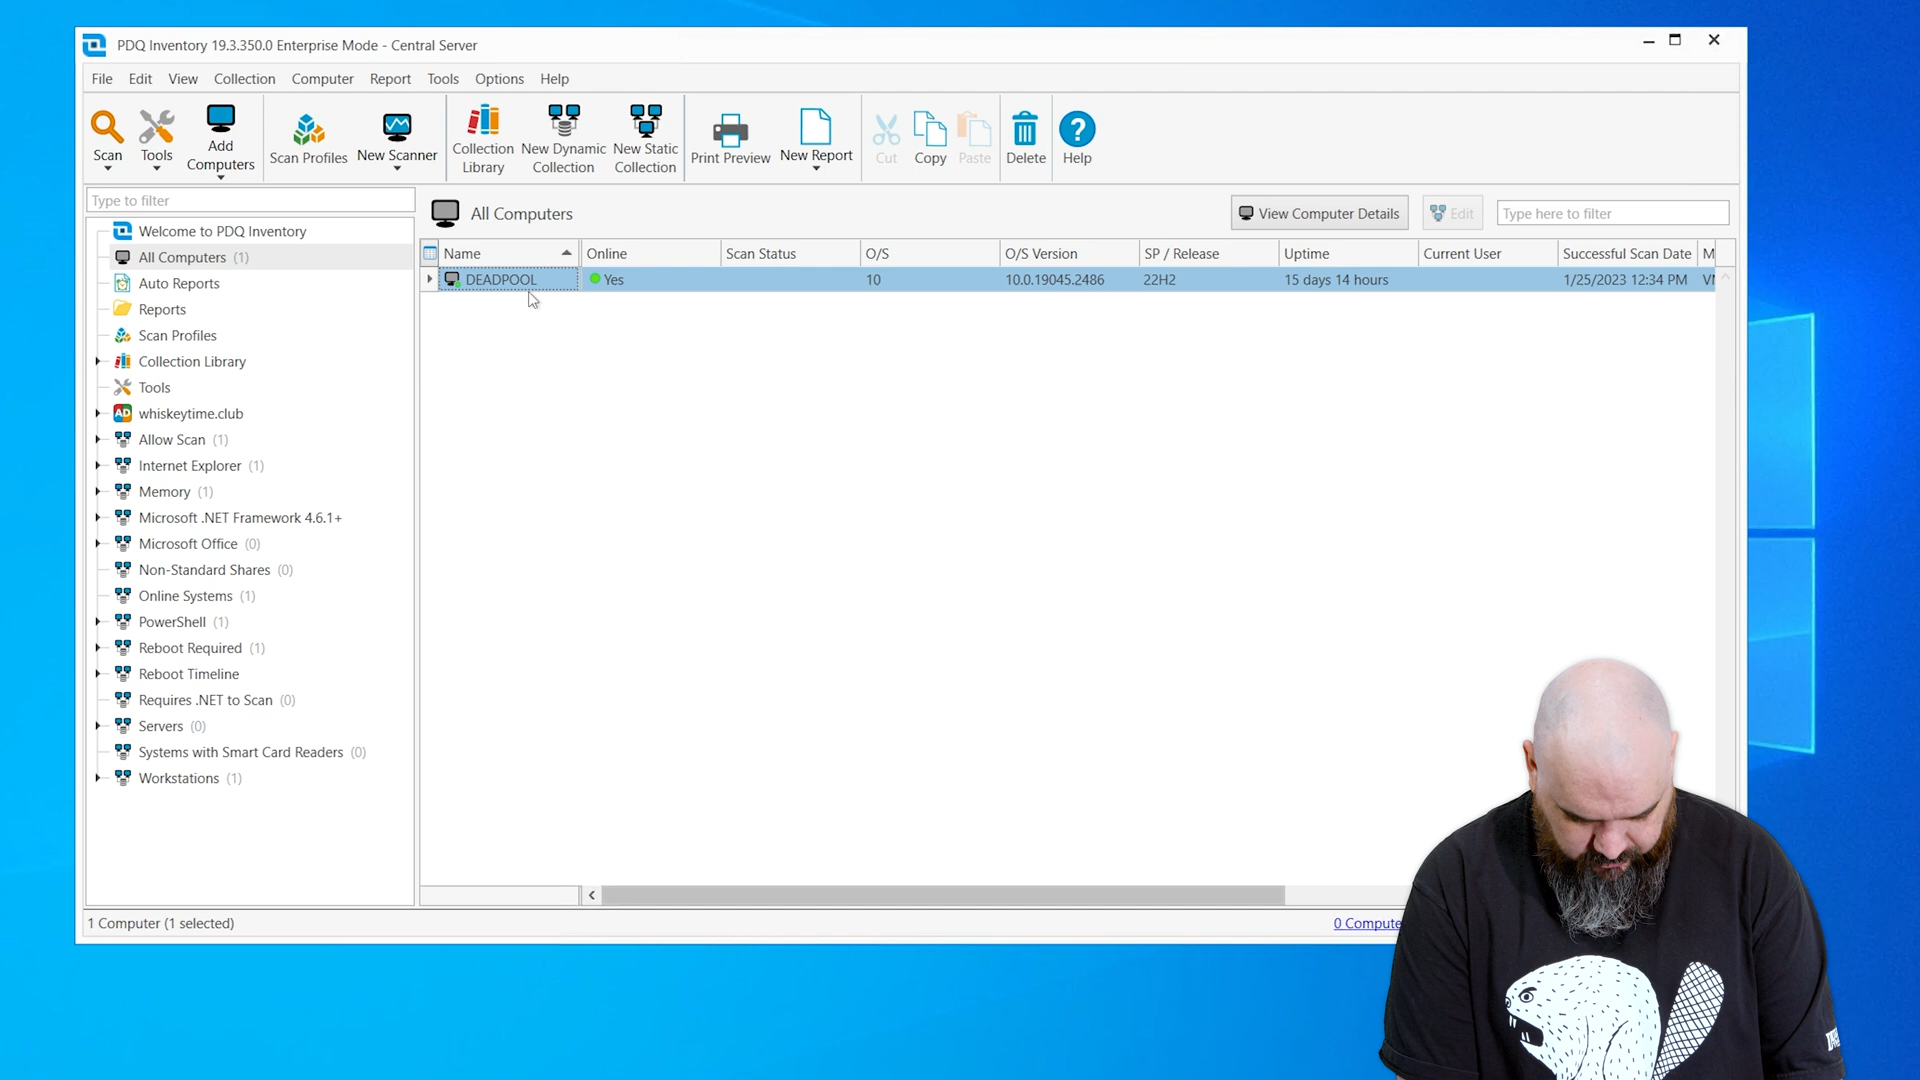 PDQ Inventory 19.3.350.0 Enterprise Mode - Central Server
File Edit View Collection Computer Report Tools Options Help
Scan
Tools
Add Computers
Scan Profiles
New Scanner
Collection Library
New Dynamic Collection
New Static Collection
Print Preview
New Report
Cut
Copy
Paste
Delete
Help
Type to filter
All Computers
View Computer Details
Edit
Type here to filter
Welcome to PDQ Inventory
All Computers (1)
Auto Reports
Reports
Scan Profiles
Collection Library
Tools
AD whiskeytime.club
Allow Scan (1)
Internet Explorer (1)
Memory (1)
Microsoft .NET Framework 4.6.1+
Microsoft Office (0)
Non-Standard Shares (0)
Online Systems (1)
PowerShell (1)
Reboot Required (1)
Reboot Timeline
Requires .NET to Scan (0)
Servers (0)
Systems with Smart Card Readers (0)
Workstations (1)
Name Online Scan Status O/S O/S Version SP / Release Uptime Current User Successful Scan Date M
DEADPOOL Yes 10 10.0.19045.2486 22H2 15 days 14 hours 1/25/2023 12:34 PM
1 Computer (1 selected)
0 Compute